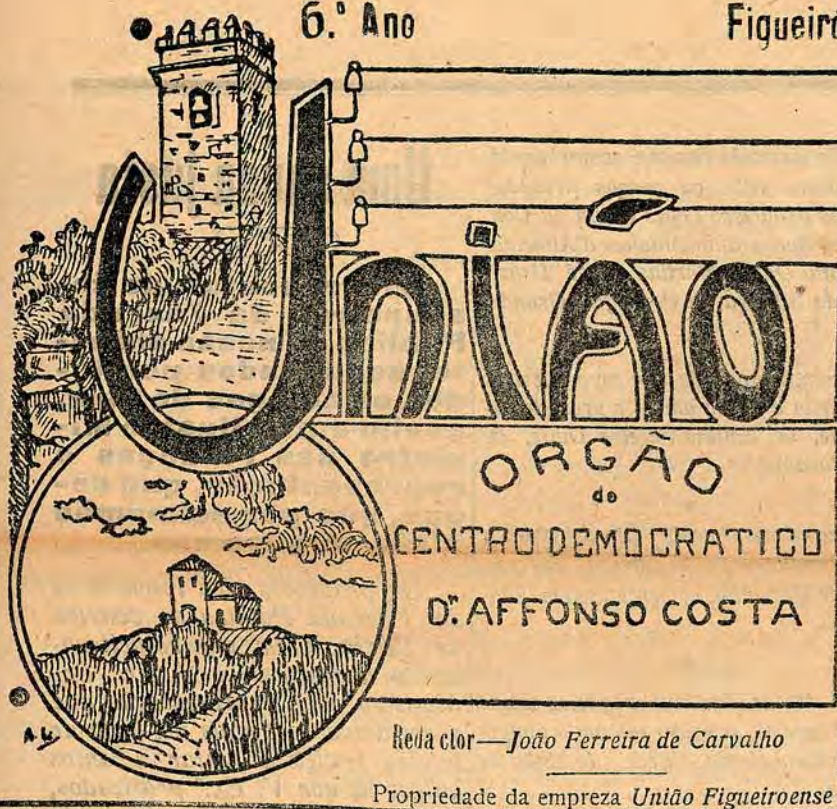 6.º Ano
Figueiró
União
ORGÃO
do
CENTRO DEMOCRATICO
Dr. AFFONSO COSTA
Redactor—João Ferreira de Carvalho
Propriedade da empreza União Figueiroense